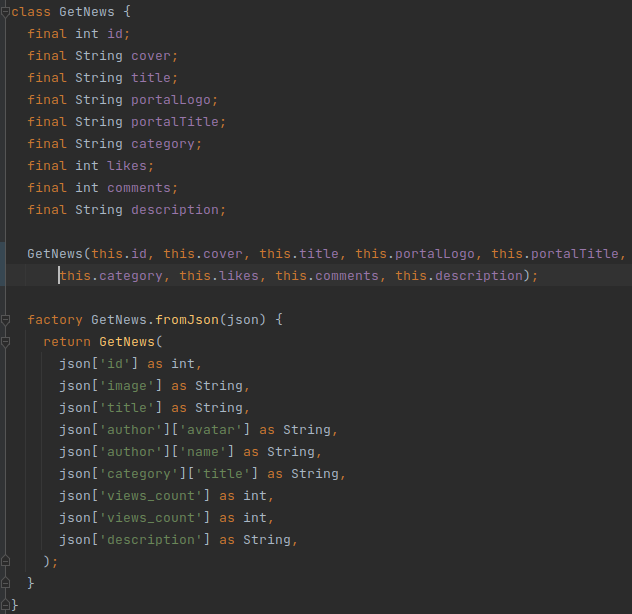 class GetNews {
final int id;
final String cover;
final String title;
final String portalLogo;
final String portalTitle;
final String category;
final int likes;
final int comments;
final String description;
GetNews(this.id, this.cover, this.title, this.portalLogo, this.portalTitle,
this.category, this.likes, this.comments, this.description);
factory GetNews.fromJson(json) {
return GetNews(
json['id'] as int,
json['image'] as String,
json['title'] as String,
json['author']['avatar'] as String,
json['author']['name'] as String,
json['category']['title'] as String,
json['views_count'] as int,
json['views_count'] as int,
json['description'] as String,
);
}
}